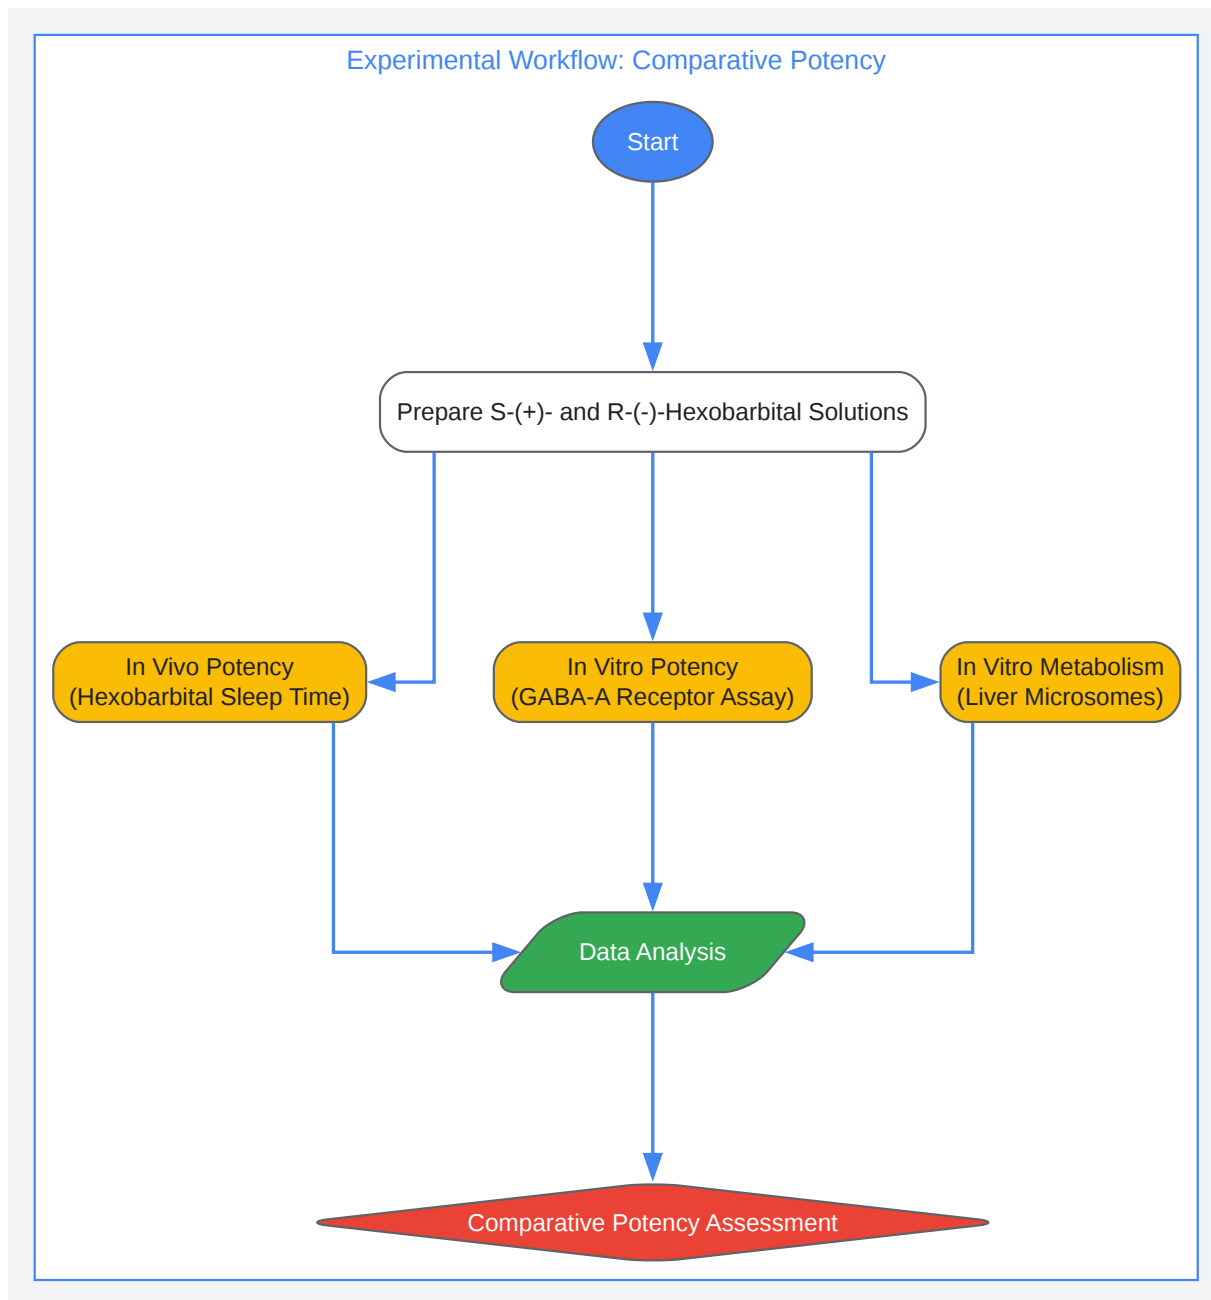 Experimental Workflow: Comparative Potency
Start
Prepare S-(+)- and R-(-)-Hexobarbital Solutions
In Vivo Potency
(Hexobarbital Sleep Time)
In Vitro Potency
(GABA-A Receptor Assay)
In Vitro Metabolism
(Liver Microsomes)
Data Analysis
Comparative Potency Assessment